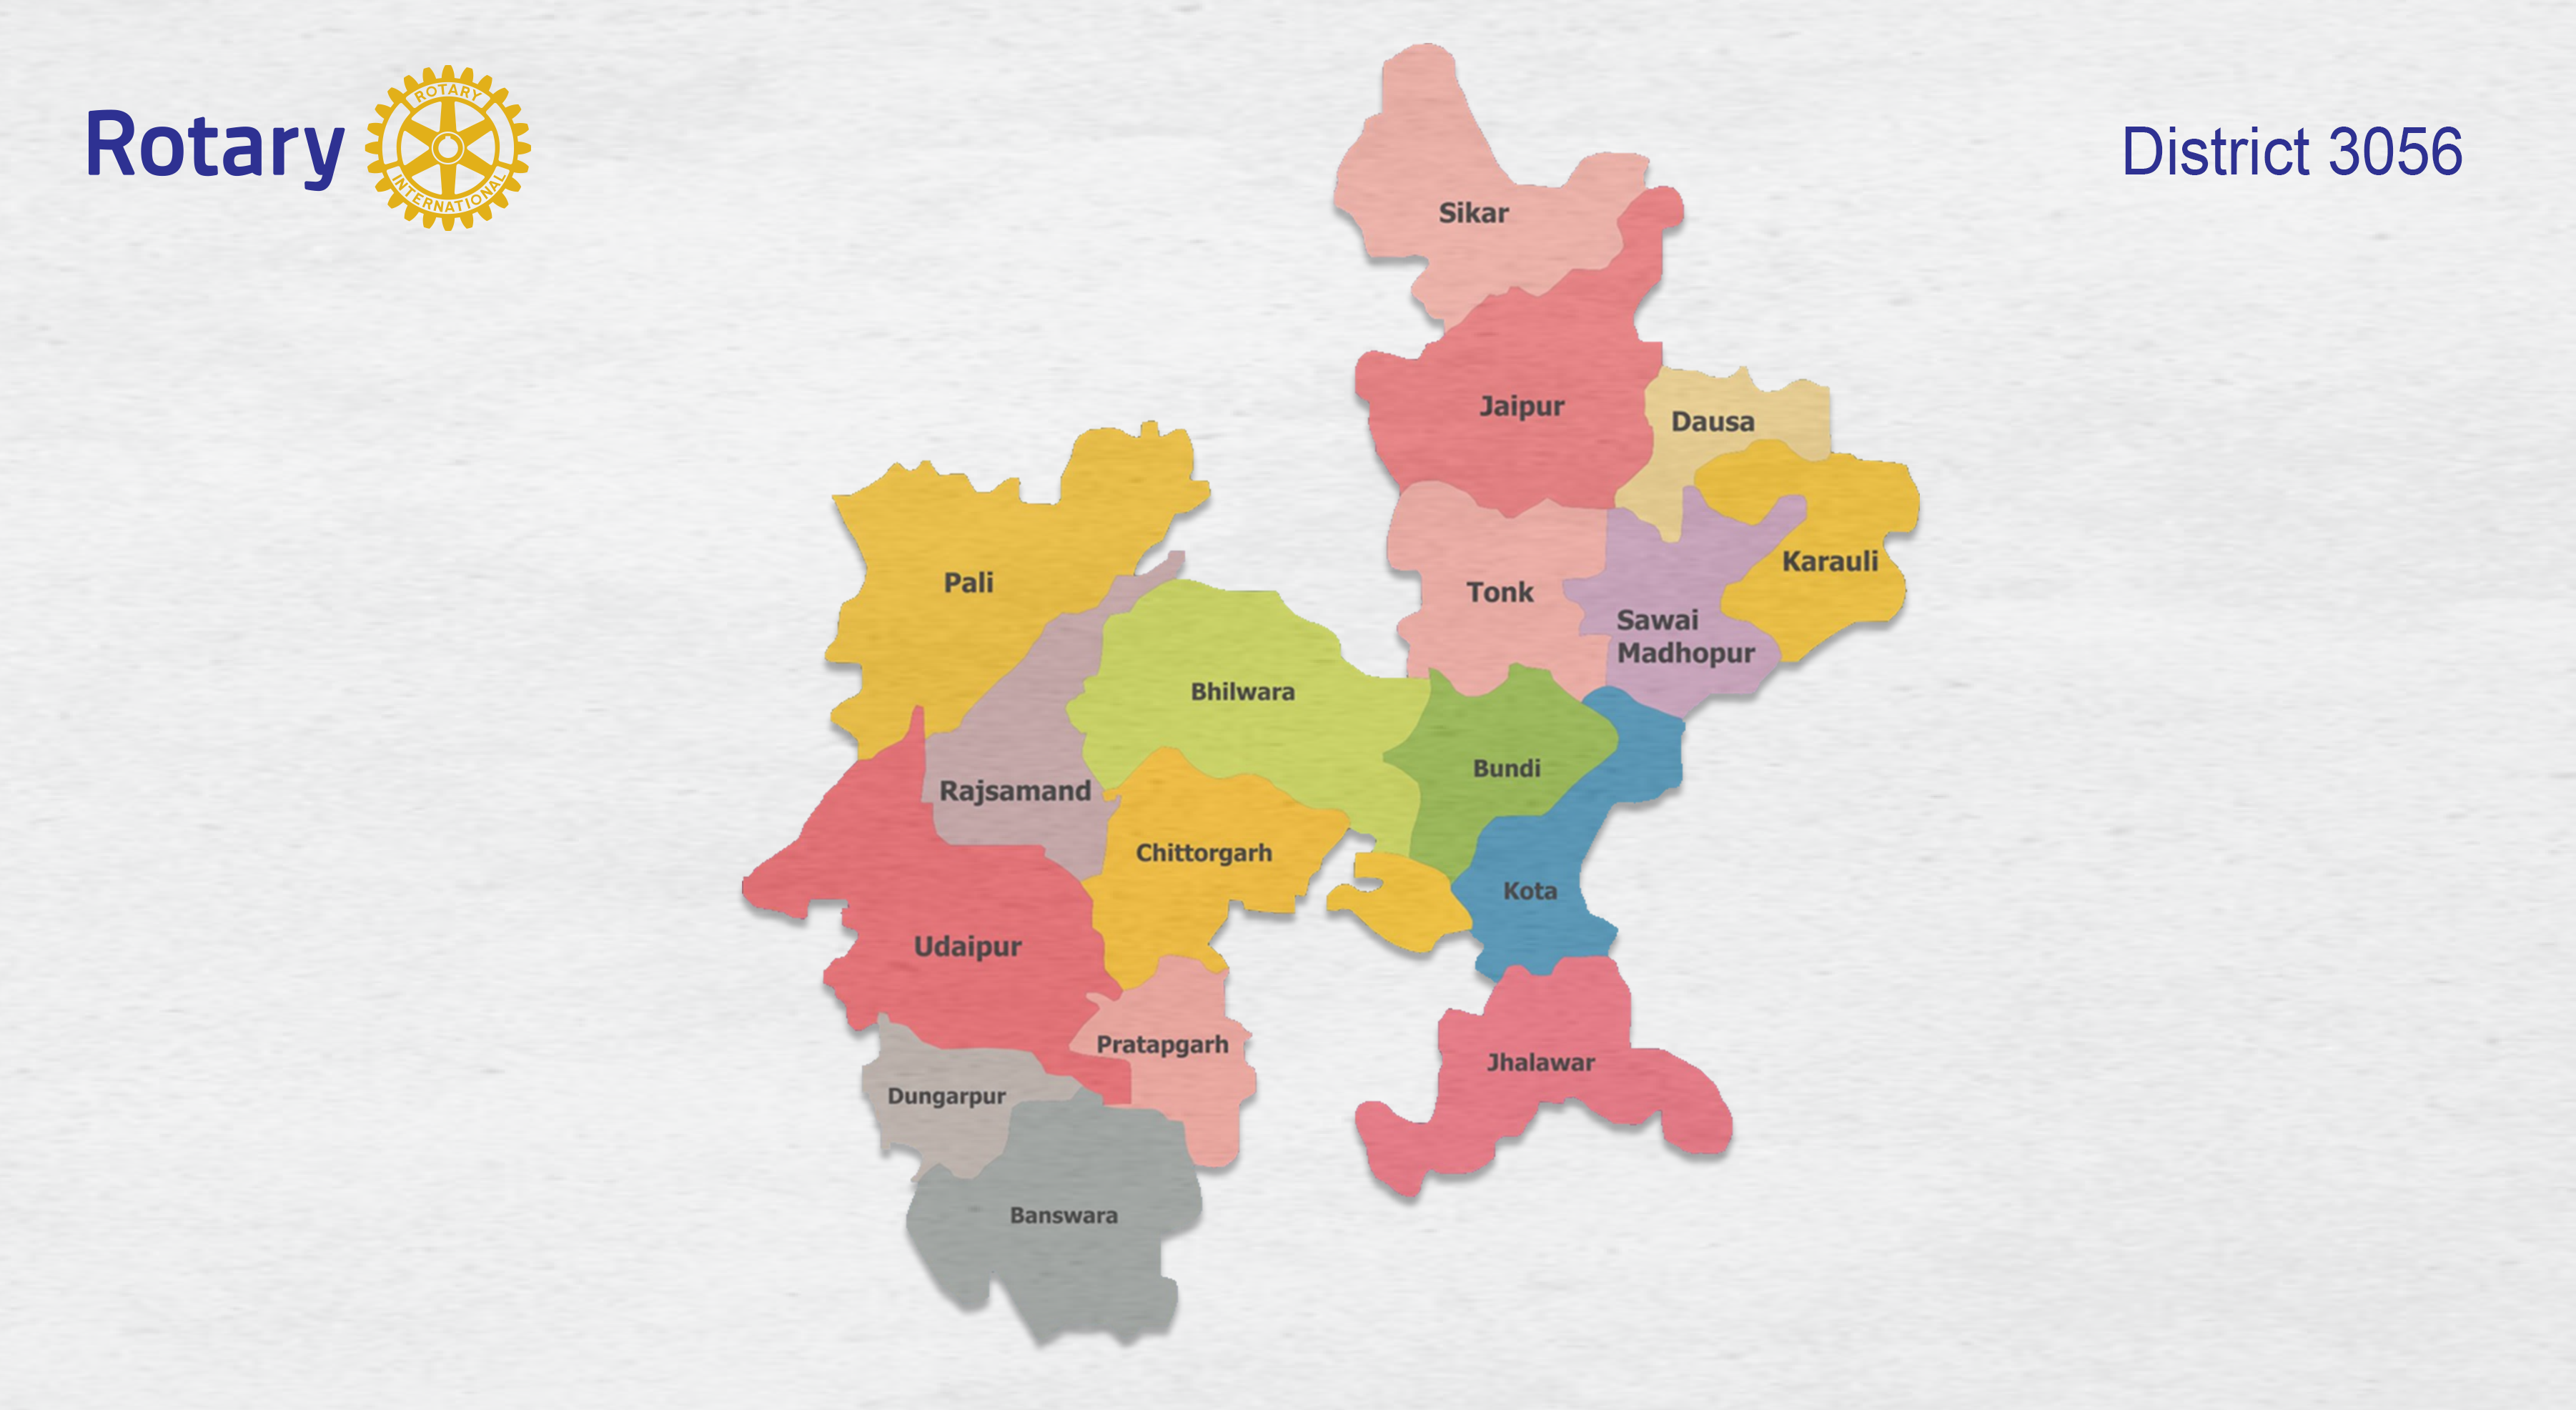 Rotary
ROTARY
INTERNATIONAL
District 3056
Sikar
Jaipur
Dausa
Karauli
Pali
Tonk
Sawai
Madhopur
Bhilwara
Bundi
Rajsamand
Chittorgarh
Kota
Udaipur
Pratapgarh
Jhalawar
Dungarpur
Banswara